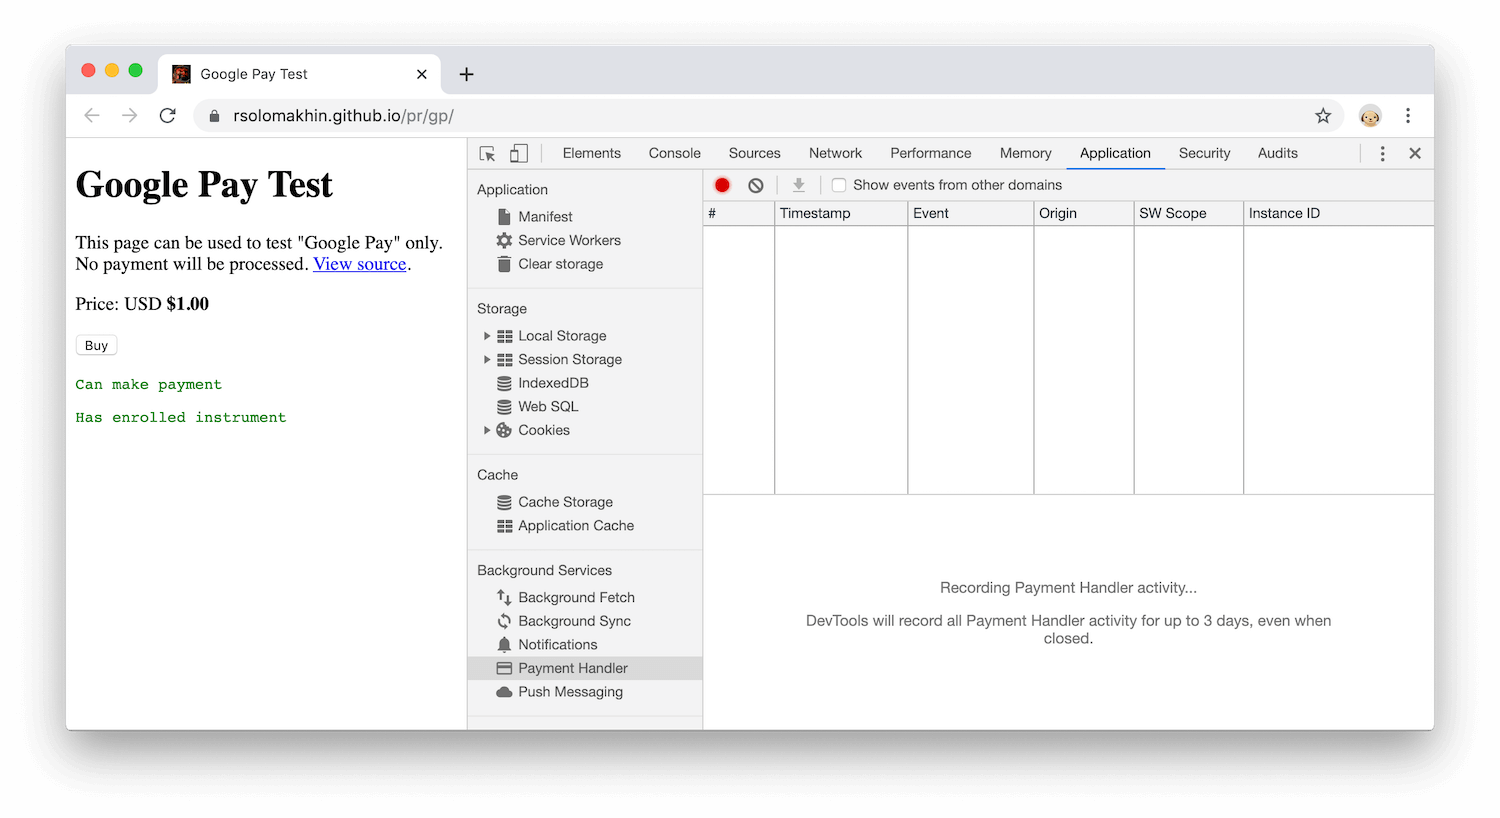 Google Pay Test
rsolomakhin.github.io/pr/gp/
Google Pay Test
This page can be used to test "Google Pay" only.
No payment will be processed. View source.
Price: USD $1.00
Buy
Can make payment
Has enrolled instrument
Elements Console Sources Network Performance Memory Application Security Audits
Application
Manifest
Service Workers
Clear storage
Storage
Local Storage
Session Storage
IndexedDB
Web SQL
Cookies
Cache
Cache Storage
Application Cache
Background Services
Background Fetch
Background Sync
Notifications
Payment Handler
Push Messaging
Show events from other domains
# Timestamp Event Origin SW Scope Instance ID
Recording Payment Handler activity...
DevTools will record all Payment Handler activity for up to 3 days, even when
closed.